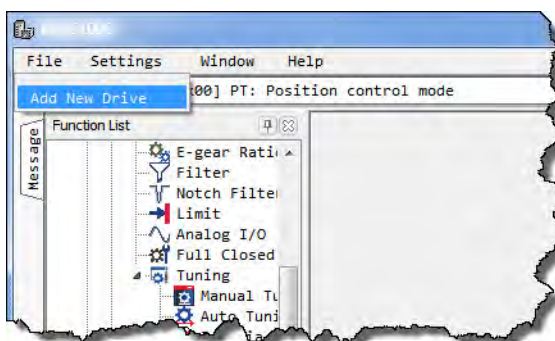 File Settings Window Help
Add New Drive
00] PT: Position control mode
Message
Function List
E-gear Rati
Filter
Notch Filter
Limit
Analog I/O
Full Closed
Tuning
Manual Tu
Auto Tuni